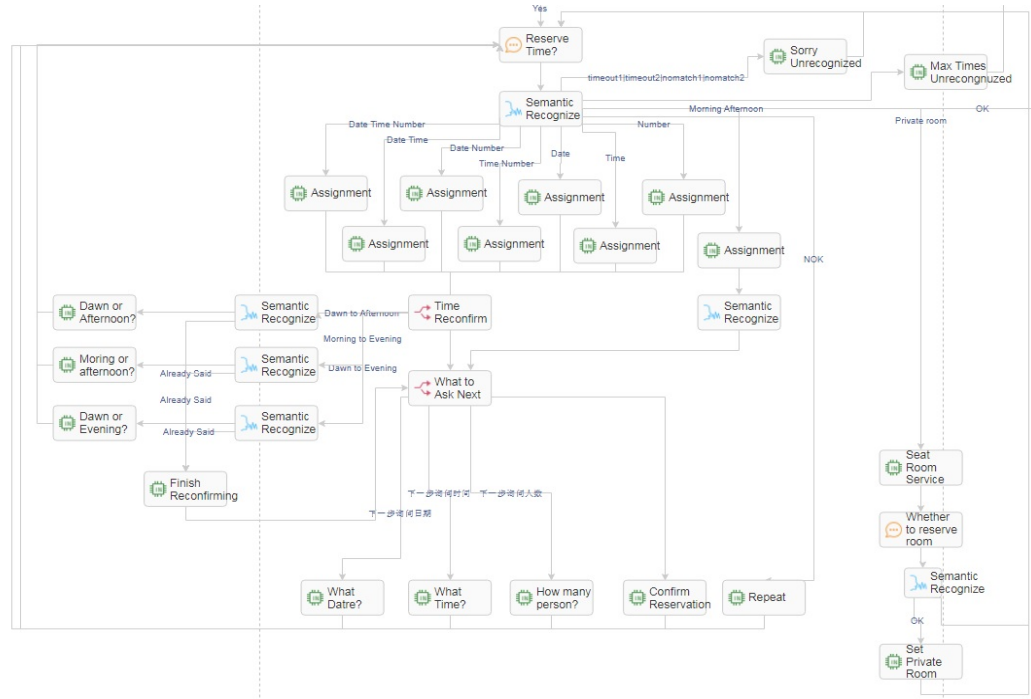 Yes
Reserve
Time?
Sorry
Unrecognized
Max Times
Unrecongnuzed
timeout1|timeout2|nomatch1|nomatch2
Semantic
Recognize
Morning Afternoon
OK
Private room
Date Time Number
Date Time
Date Number
Time Number
Date
Time
Number
Assignment
Assignment
Assignment
Assignment
Assignment
Assignment
Assignment
Assignment
NOK
Dawn or
Afternoon?
Semantic
Recognize
Dawn to Afternoon
Time
Reconfirm
Semantic
Recognize
Morning to Evening
Moring or
afternoon?
Already Said
Semantic
Recognize
Dawn to Evening
What to
Ask Next
Already Said
Dawn or
Evening?
Already Said
Semantic
Recognize
Finish
Reconfirming
下一步询问时间
下一步询问人数
下一步询问日期
Seat
Room
Service
Whether
to reserve
room
Semantic
Recognize
What
Datre?
What
Time?
How many
person?
Confirm
Reservation
Repeat
OK
Set
Private
Room